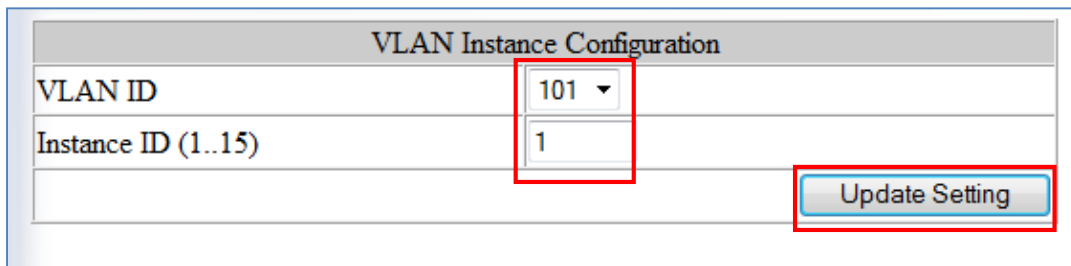 VLAN Instance Configuration
VLAN ID 101
Instance ID (1..15) 1
Update Setting